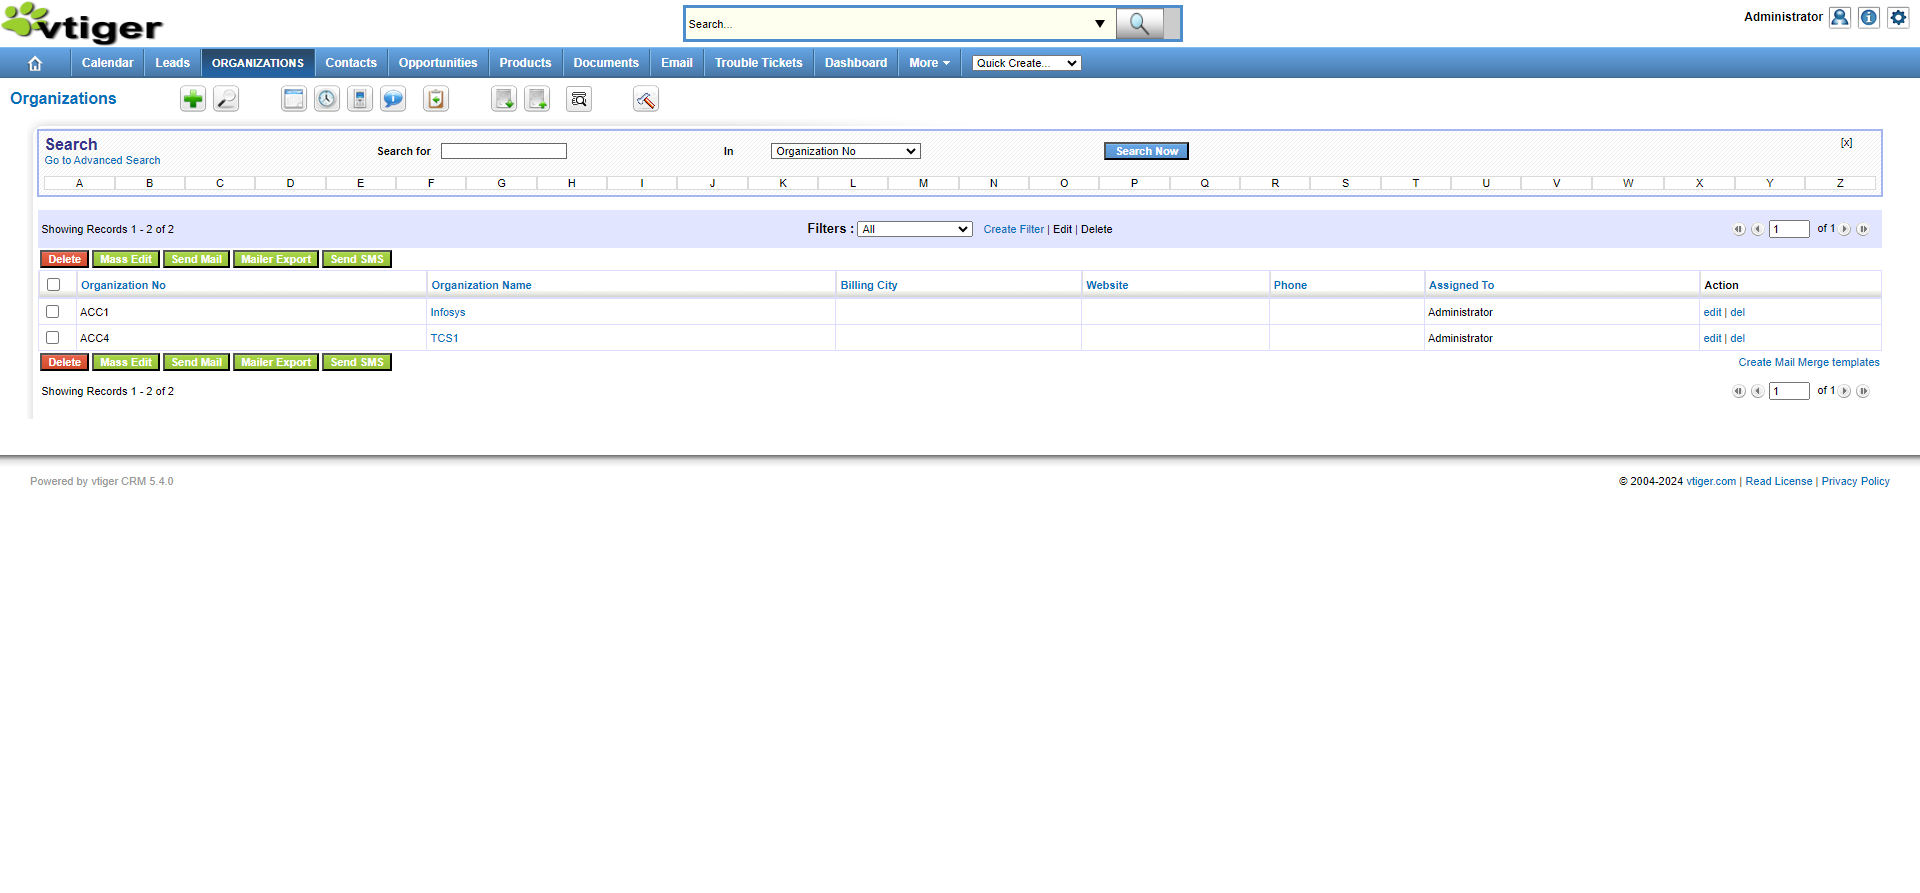 vtiger
Search...
Administrator
Calendar Leads ORGANIZATIONS Contacts Opportunities Products Documents Email Trouble Tickets Dashboard More Quick Create...
Organizations
Search
Go to Advanced Search
Search for In Organization No Search Now [x]
A B C D E F G H I J K L M N O P Q R S T U V W X Y Z
Showing Records 1 - 2 of 2 Filters : All Create Filter | Edit | Delete 1 of 1
Delete Mass Edit Send Mail Mailer Export Send SMS
Organization No Organization Name Billing City Website Phone Assigned To Action
ACC1 Infosys Administrator edit | del
ACC4 TCS1 Administrator edit | del
Delete Mass Edit Send Mail Mailer Export Send SMS Create Mail Merge templates
Showing Records 1 - 2 of 2 1 of 1
Powered by vtiger CRM 5.4.0 © 2004-2024 vtiger.com | Read License | Privacy Policy